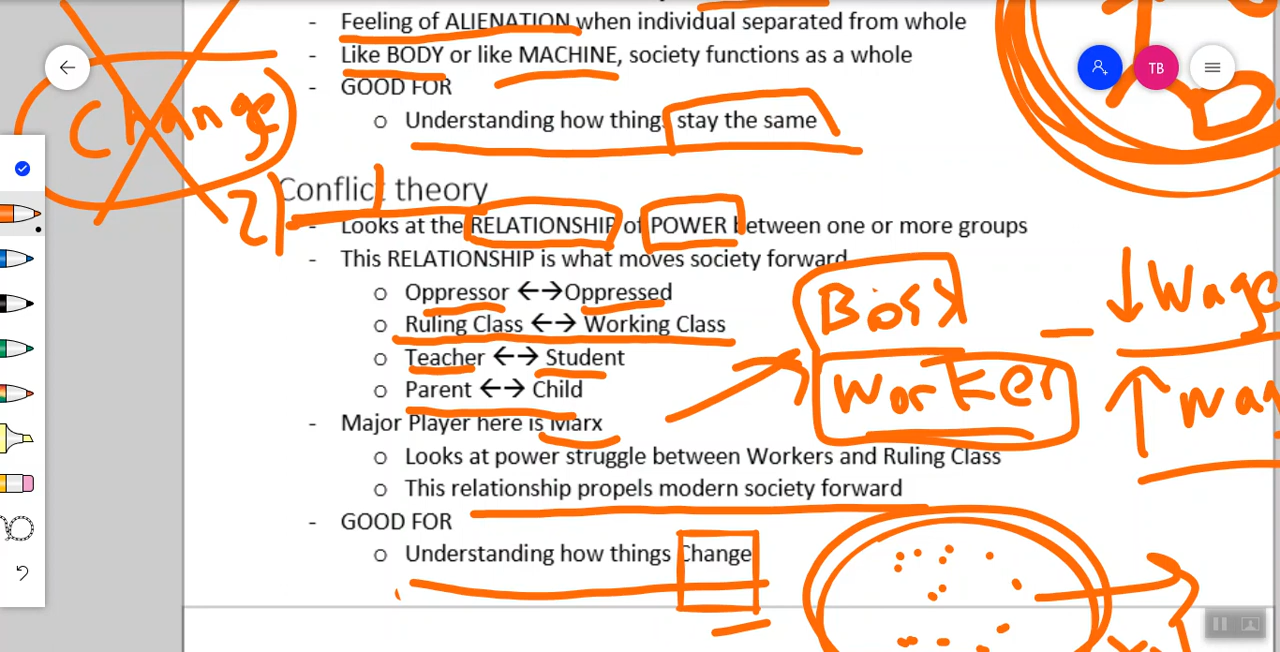 Feeling of ALIENATION when individual separated from whole
Like BODY or like MACHINE, society functions as a whole
GOOD FOR
Understanding how things stay the same
Change
2)
Conflict theory
Looks at the RELATIONSHIP of POWER between one or more groups
This RELATIONSHIP is what moves society forward
Oppressor ←→Oppressed
Ruling Class ←→ Working Class
Teacher ←→ Student
Parent ←→ Child
Boss
Worker
↓ Wage
↑ Wa
Major Player here is Marx
Looks at power struggle between Workers and Ruling Class
This relationship propels modern society forward
GOOD FOR
Understanding how things Change
TB